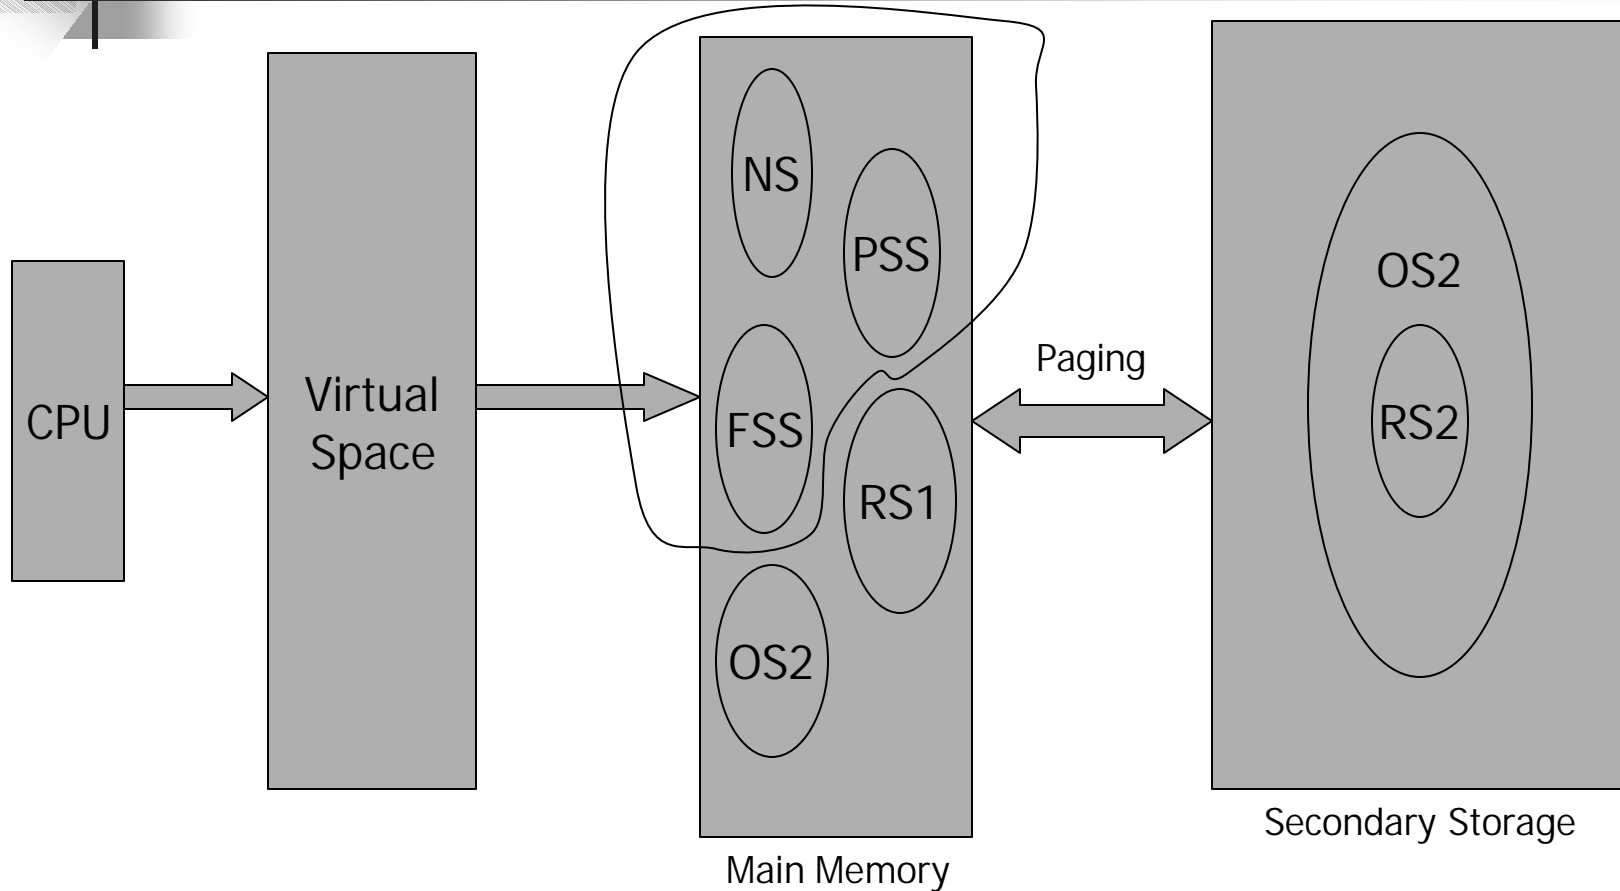 CPU
Virtual
Space
NS
PSS
FSS
RS1
OS2
Main Memory
Paging
OS2
RS2
Secondary Storage